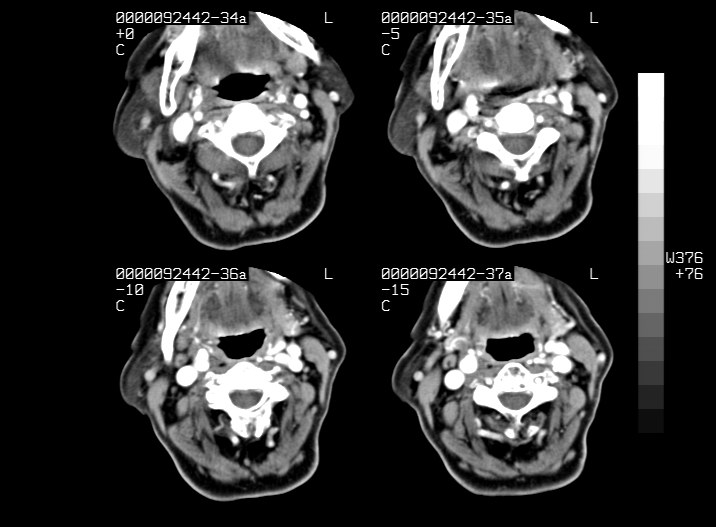 0000092442-34a L
+0
C
0000092442-35a L
-5
C
W376
+76
0000092442-36a L
-10
C
0000092442-37a L
-15
C